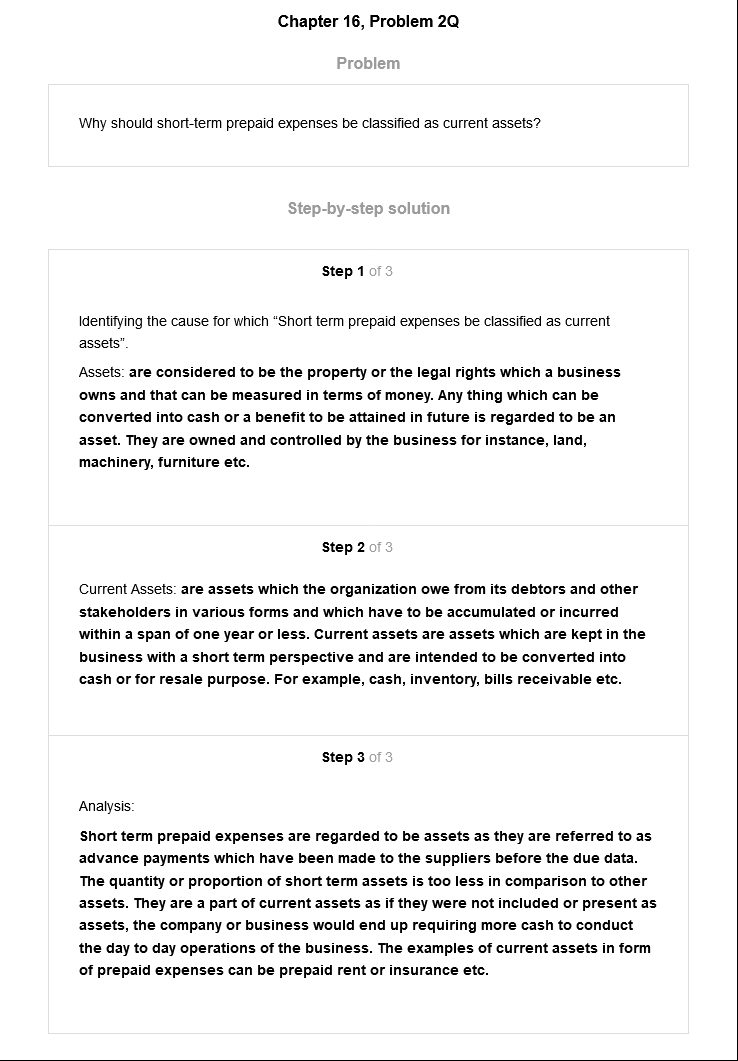 Chapter 16, Problem 2Q
Problem
Why should short-term prepaid expenses be classified as current assets?
Step-by-step solution
Step 1 of 3
Identifying the cause for which “Short term prepaid expenses be classified as current
assets”.
Assets: are considered to be the property or the legal rights which a business
owns and that can be measured in terms of money. Any thing which can be
converted into cash or a benefit to be attained in future is regarded to be an
asset. They are owned and controlled by the business for instance, land,
machinery, furniture etc.
Step 2 of 3
Current Assets: are assets which the organization owe from its debtors and other
stakeholders in various forms and which have to be accumulated or incurred
within a span of one year or less. Current assets are assets which are kept in the
business with a short term perspective and are intended to be converted into
cash or for resale purpose. For example, cash, inventory, bills receivable etc.
Step 3 of 3
Analysis:
Short term prepaid expenses are regarded to be assets as they are referred to as
advance payments which have been made to the suppliers before the due data.
The quantity or proportion of short term assets is too less in comparison to other
assets. They are a part of current assets as if they were not included or present as
assets, the company or business would end up requiring more cash to conduct
the day to day operations of the business. The examples of current assets in form
of prepaid expenses can be prepaid rent or insurance etc.